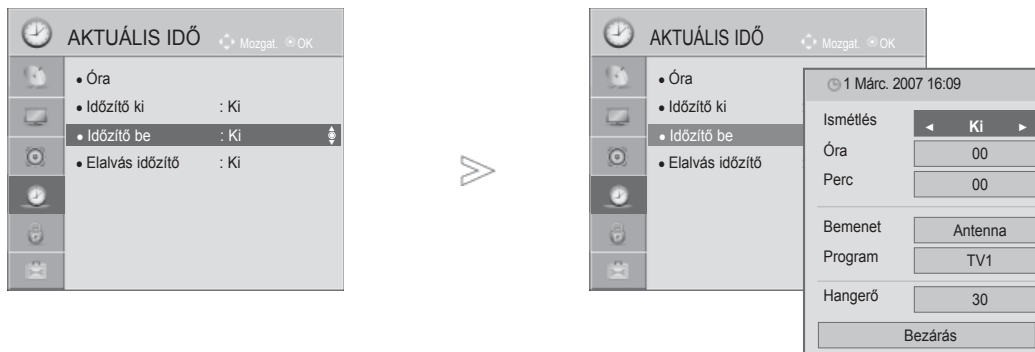 AKTUÁLIS IDŐ Mozgat. OK
• Óra
• Időzítő ki : Ki
• Időzítő be : Ki
• Elalvás időzítő : Ki
AKTUÁLIS IDŐ Mozgat. OK
• Óra
• Időzítő ki
• Időzítő be
• Elalvás időzítő
1 Márc. 2007 16:09
Ismétlés ◄ Ki ►
Óra 00
Perc 00
Bemenet Antenna
Program TV1
Hangerő 30
Bezárás